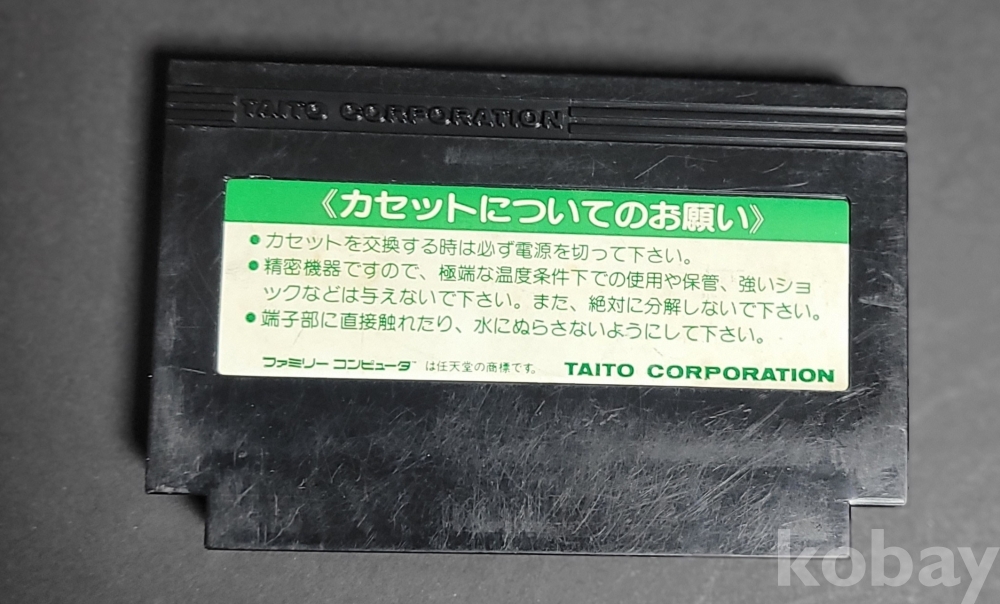 TAITO CORPORATION
《カセットについてのお願い》
●カセットを交換する時は必ず電源を切って下さい。
●精密機器ですので、極端な温度条件下での使用や保管、強いショ
ックなどは与えないで下さい。また、絶対に分解しないで下さい。
●端子部に直接触れたり、水にぬらさないようにして下さい。
ファミリー コンピュータ™ は任天堂の商標です。 TAITO CORPORATION
kobay